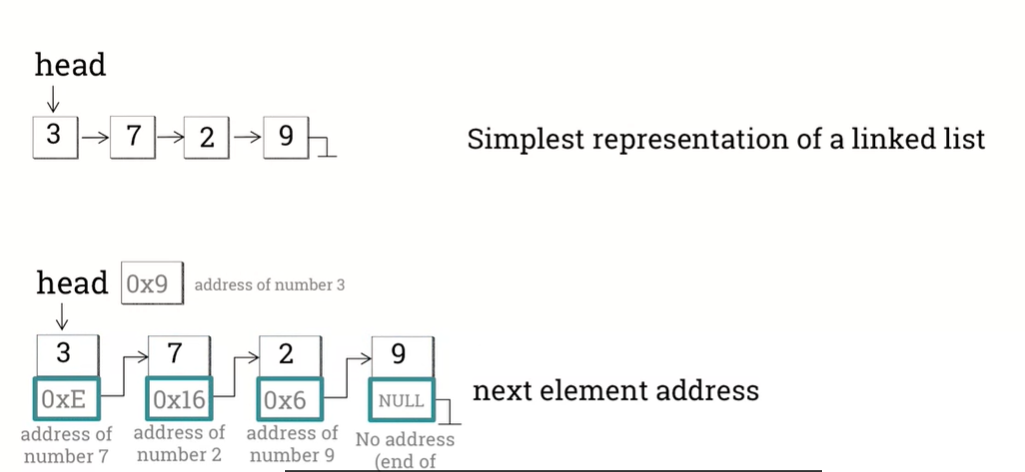 head
3 7 2 9
Simplest representation of a linked list
head 0x9 address of number 3
3 7 2 9
0xE 0x16 0x6 NULL
next element address
address of number 7
address of number 2
address of number 9
No address (end of